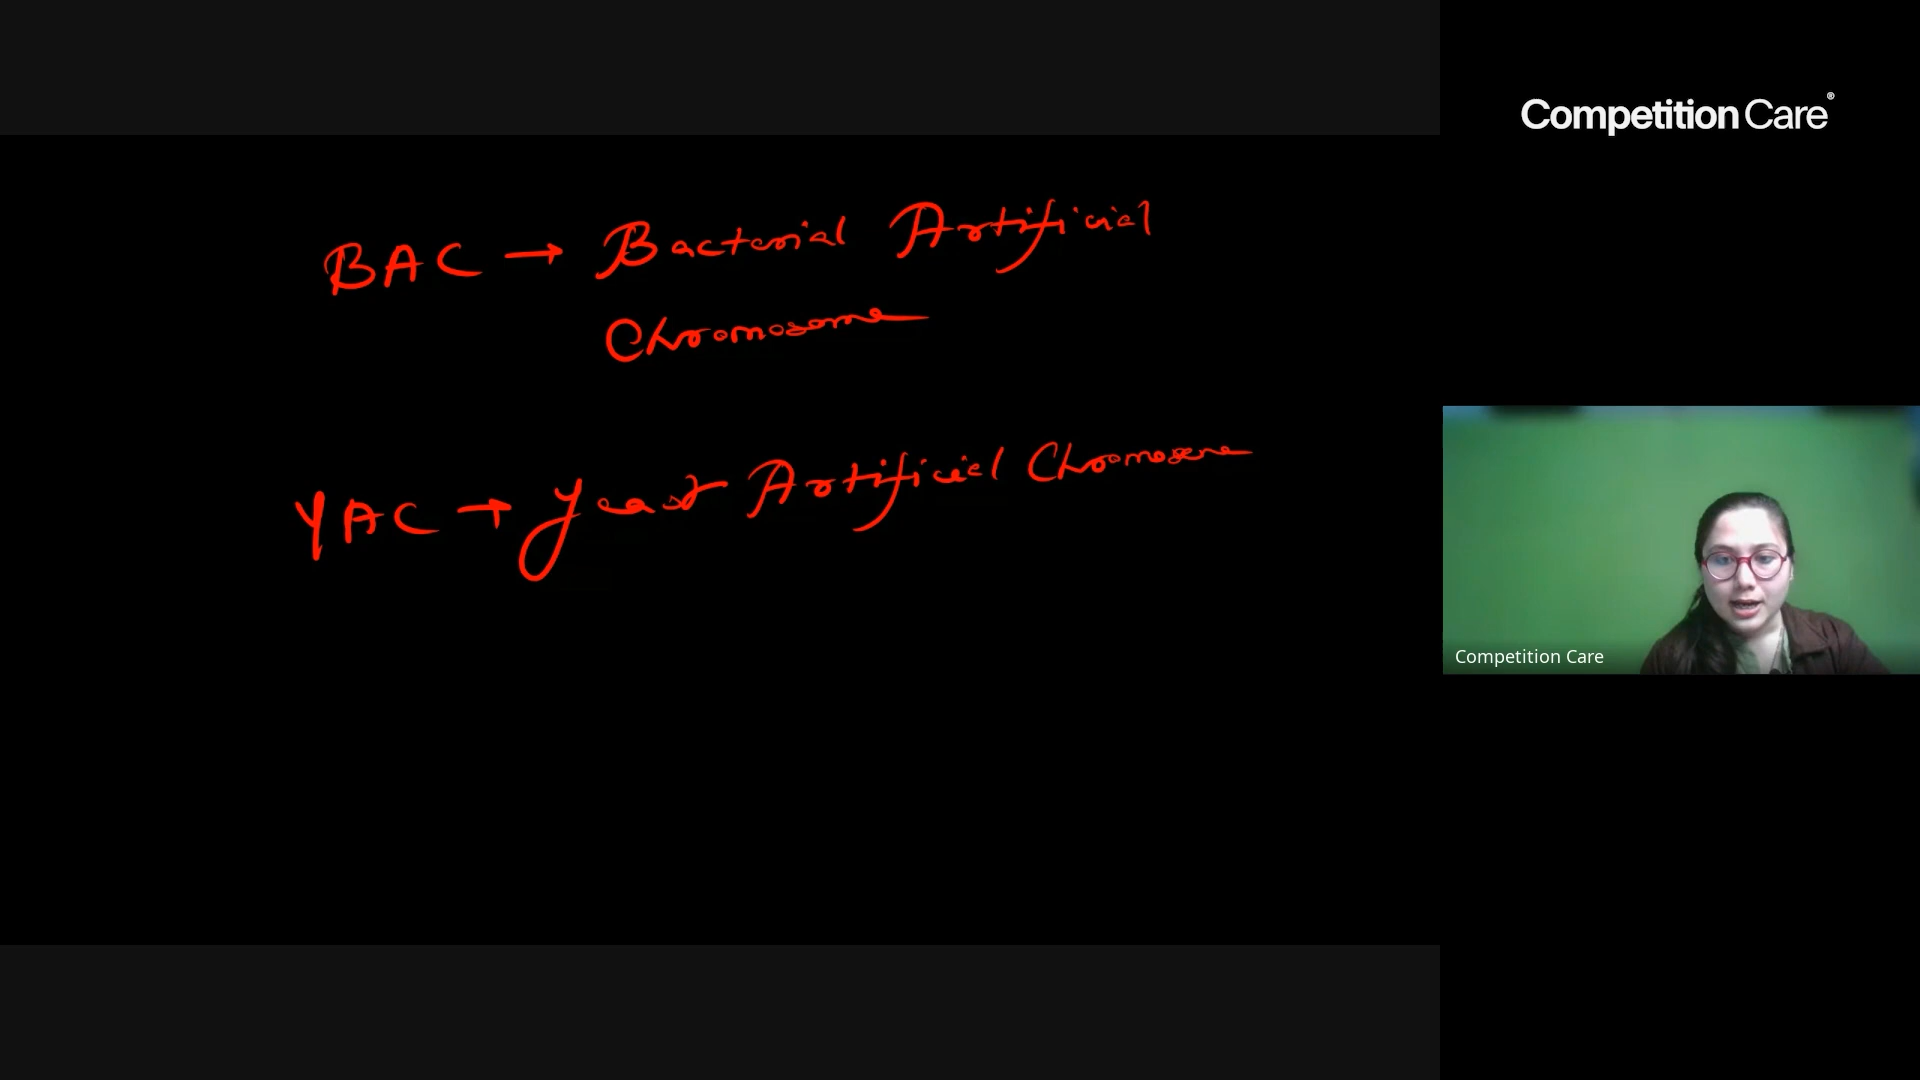 Competition Care®
BAC → Bacterial Artificial
Chromosome
YAC → Yeast Artificial Chromosome
Competition Care